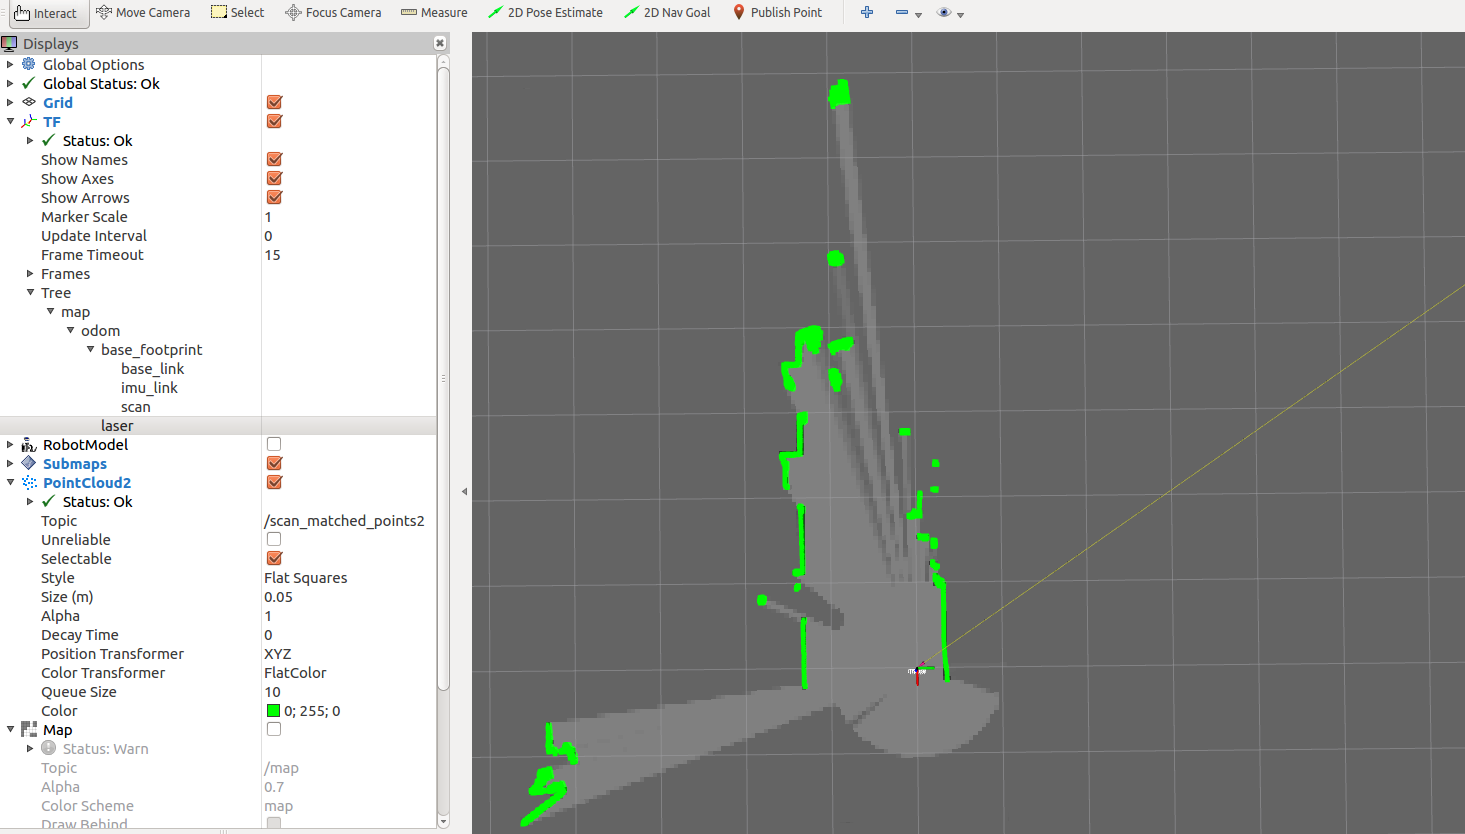 Interact Move Camera Select Focus Camera Measure 2D Pose Estimate 2D Nav Goal Publish Point
Displays
Global Options
Global Status: Ok
Grid
TF
Status: Ok
Show Names
Show Axes
Show Arrows
Marker Scale 1
Update Interval 0
Frame Timeout 15
Frames
Tree
map
odom
base_footprint
base_link
imu_link
scan
laser
RobotModel
Submaps
PointCloud2
Status: Ok
Topic /scan_matched_points2
Unreliable
Selectable
Style Flat Squares
Size (m) 0.05
Alpha 1
Decay Time 0
Position Transformer XYZ
Color Transformer FlatColor
Queue Size 10
Color 0; 255; 0
Map
Status: Warn
Topic /map
Alpha 0.7
Color Scheme map
Draw Behind